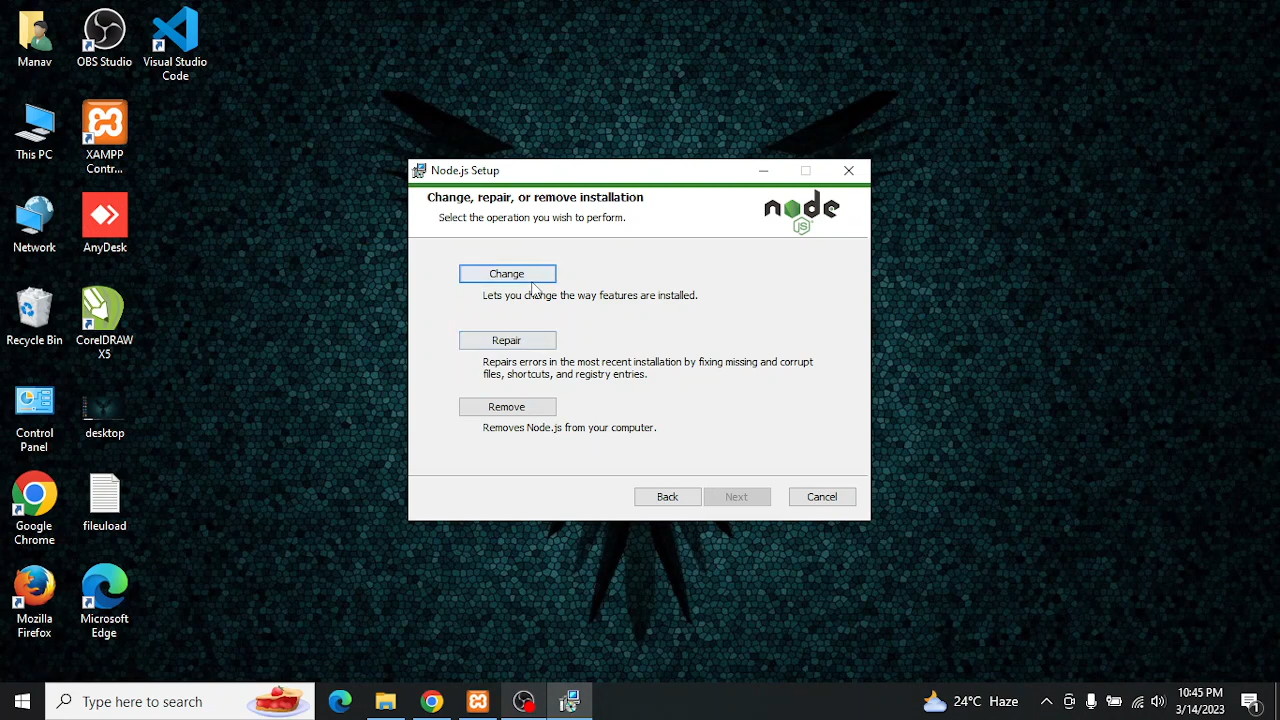 Manav
OBS Studio
Visual Studio
Code
This PC
XAMPP
Contr...
Network
AnyDesk
Recycle Bin
CorelDRAW
X5
Control
Panel
desktop
Google
Chrome
fileuload
Mozilla
Firefox
Microsoft
Edge
Node.js Setup
Change, repair, or remove installation
Select the operation you wish to perform.
node
JS
Change
Lets you change the way features are installed.
Repair
Repairs errors in the most recent installation by fixing missing and corrupt
files, shortcuts, and registry entries.
Remove
Removes Node.js from your computer.
Back
Next
Cancel
Type here to search
24°C Haze
8:45 PM
3/14/2023
1